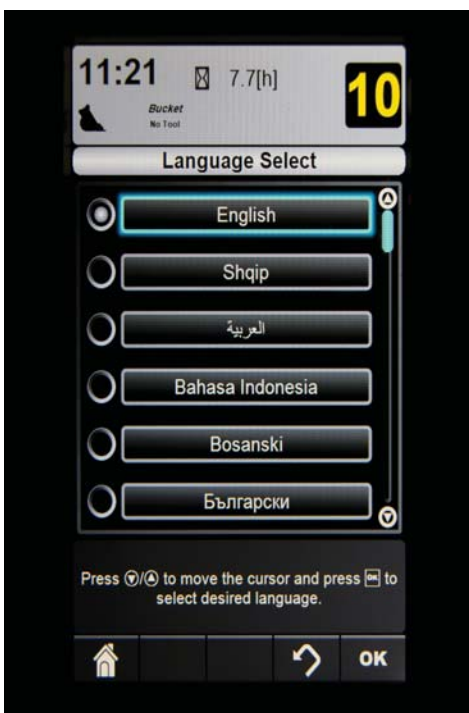 11:21
7.7[h]
10
Bucket
No Tool
Language Select
English
Shqip
العربية
Bahasa Indonesia
Bosanski
Български
Press ▽/△ to move the cursor and press OK to
select desired language.
OK